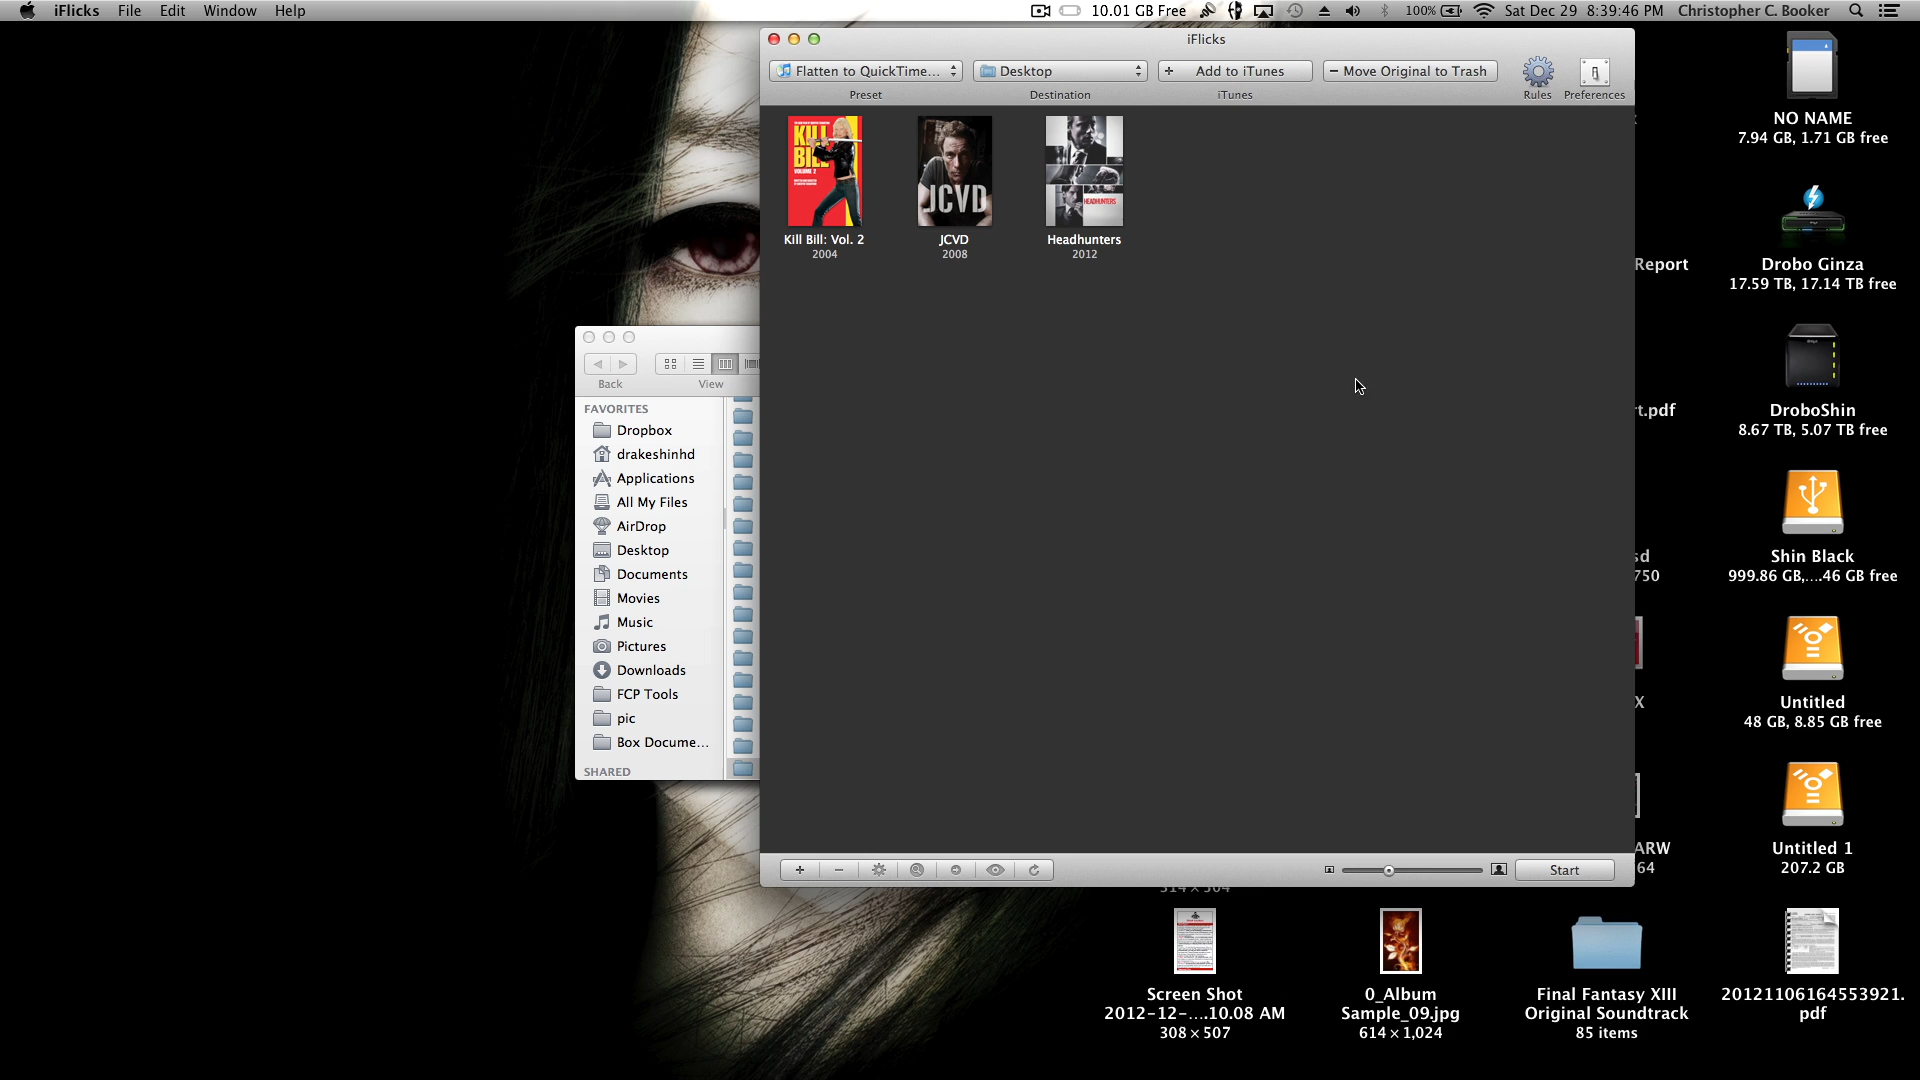 iFlicks File Edit Window Help
10.01 GB Free 100% Sat Dec 29 8:39:46 PM Christopher C. Booker
iFlicks
Flatten to QuickTime... Desktop + Add to iTunes − Move Original to Trash
Preset Destination iTunes Rules Preferences
KILL
BILL
VOLUME 2
JCVD
HEADHUNTERS
Kill Bill: Vol. 2 JCVD Headhunters
2004 2008 2012
Back View
FAVORITES
Dropbox
drakeshinhd
Applications
All My Files
AirDrop
Desktop
Documents
Movies
Music
Pictures
Downloads
FCP Tools
pic
Box Docume...
SHARED
Start
NO NAME
7.94 GB, 1.71 GB free
Report
Drobo Ginza
17.59 TB, 17.14 TB free
t.pdf
DroboShin
8.67 TB, 5.07 TB free
sd
750
Shin Black
999.86 GB,....46 GB free
X
Untitled
48 GB, 8.85 GB free
ARW
64
Untitled 1
207.2 GB
314 × 304
Screen Shot
2012-12-....10.08 AM
308 × 507
0_Album
Sample_09.jpg
614 × 1,024
Final Fantasy XIII
Original Soundtrack
85 items
20121106164553921.
pdf